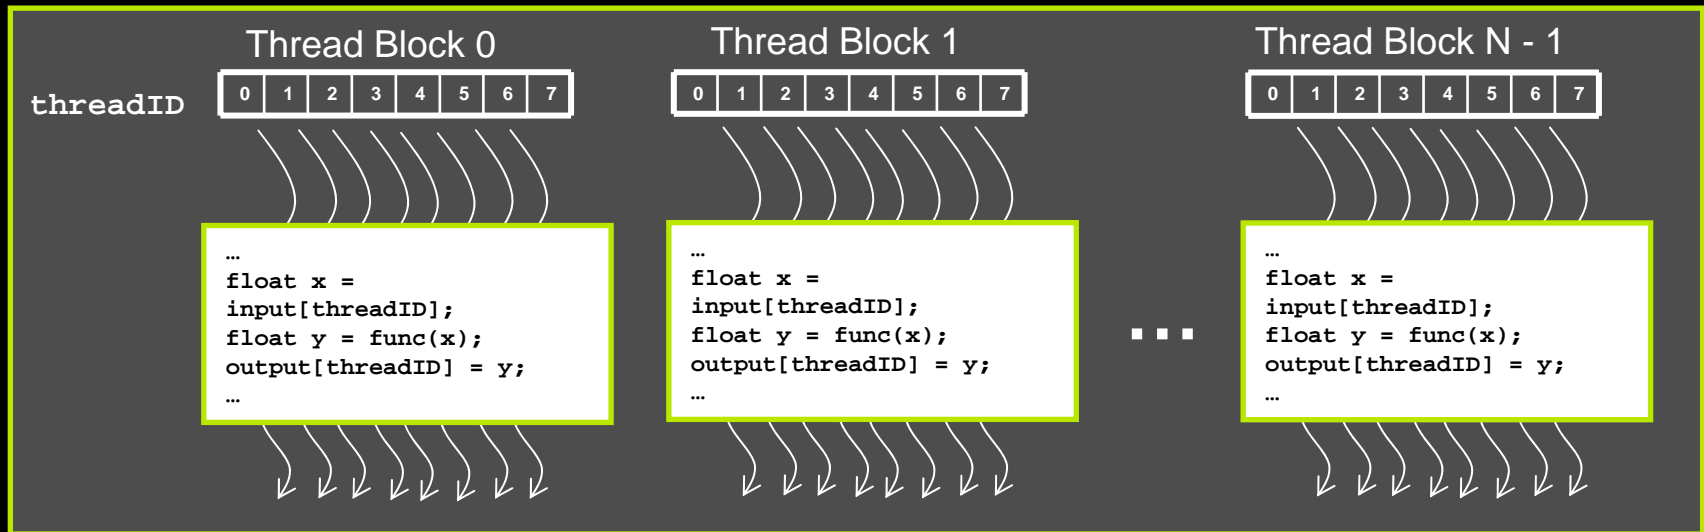 Thread Block 0
Thread Block 1
Thread Block N - 1
threadID
0 1 2 3 4 5 6 7
0 1 2 3 4 5 6 7
0 1 2 3 4 5 6 7
…
float x =
input[threadID];
float y = func(x);
output[threadID] = y;
…
…
float x =
input[threadID];
float y = func(x);
output[threadID] = y;
…
...
…
float x =
input[threadID];
float y = func(x);
output[threadID] = y;
…